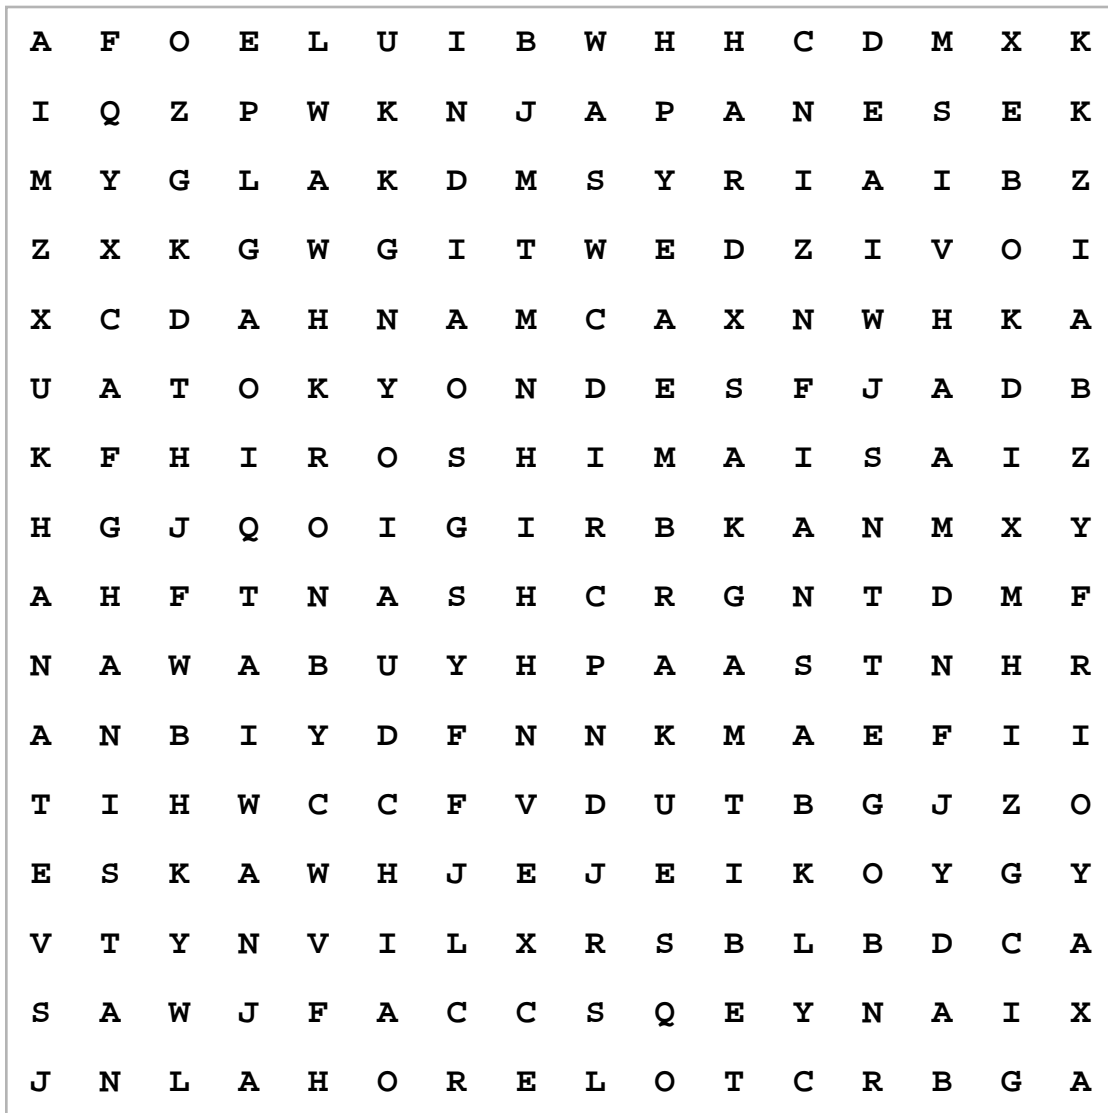 A F O E L U I B W H H C D M X K
I Q Z P W K N J A P A N E S E K
M Y G L A K D M S Y R I A I B Z
Z X K G W G I T W E D Z I V O I
X C D A H N A M C A X N W H K A
U A T O K Y O N D E S F J A D B
K F H I R O S H I M A I S A I Z
H G J Q O I G I R B K A N M X Y
A H F T N A S H C R G N T D M F
N A W A B U Y H P A A S T N H R
A N B I Y D F N N K M A E F I I
T I H W C C F V D U T B G J Z O
E S K A W H J E J E I K O Y G Y
V T Y N V I L X R S B L B D C A
S A W J F A C C S Q E Y N A I X
J N L A H O R E L O T C R B G A